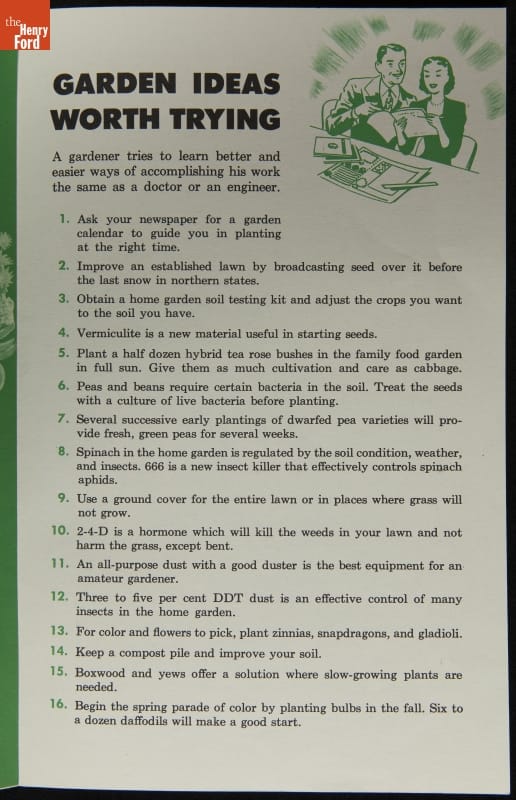 the
Henry
Ford
GARDEN IDEAS
WORTH TRYING
A gardener tries to learn better and
easier ways of accomplishing his work
the same as a doctor or an engineer.
1. Ask your newspaper for a garden
calendar to guide you in planting
at the right time.
2. Improve an established lawn by broadcasting seed over it before
the last snow in northern states.
3. Obtain a home garden soil testing kit and adjust the crops you want
to the soil you have.
4. Vermiculite is a new material useful in starting seeds.
5. Plant a half dozen hybrid tea rose bushes in the family food garden
in full sun. Give them as much cultivation and care as cabbage.
6. Peas and beans require certain bacteria in the soil. Treat the seeds
with a culture of live bacteria before planting.
7. Several successive early plantings of dwarfed pea varieties will pro-
vide fresh, green peas for several weeks.
8. Spinach in the home garden is regulated by the soil condition, weather,
and insects. 666 is a new insect killer that effectively controls spinach
aphids.
9. Use a ground cover for the entire lawn or in places where grass will
not grow.
10. 2-4-D is a hormone which will kill the weeds in your lawn and not
harm the grass, except bent.
11. An all-purpose dust with a good duster is the best equipment for an
amateur gardener.
12. Three to five per cent DDT dust is an effective control of many
insects in the home garden.
13. For color and flowers to pick, plant zinnias, snapdragons, and gladioli.
14. Keep a compost pile and improve your soil.
15. Boxwood and yews offer a solution where slow-growing plants are
needed.
16. Begin the spring parade of color by planting bulbs in the fall. Six to
a dozen daffodils will make a good start.